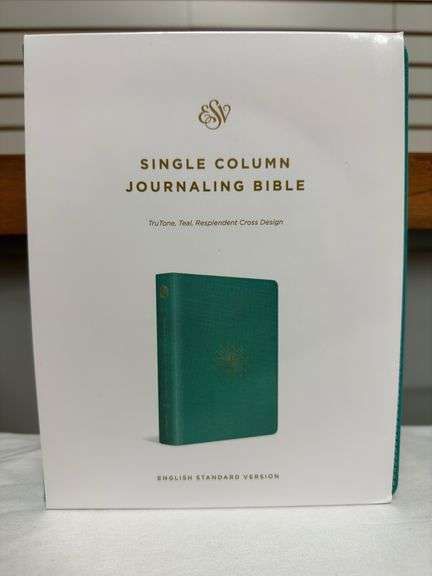 ESV
SINGLE COLUMN
JOURNALING BIBLE
TruTone, Teal, Resplendent Cross Design
ENGLISH STANDARD VERSION